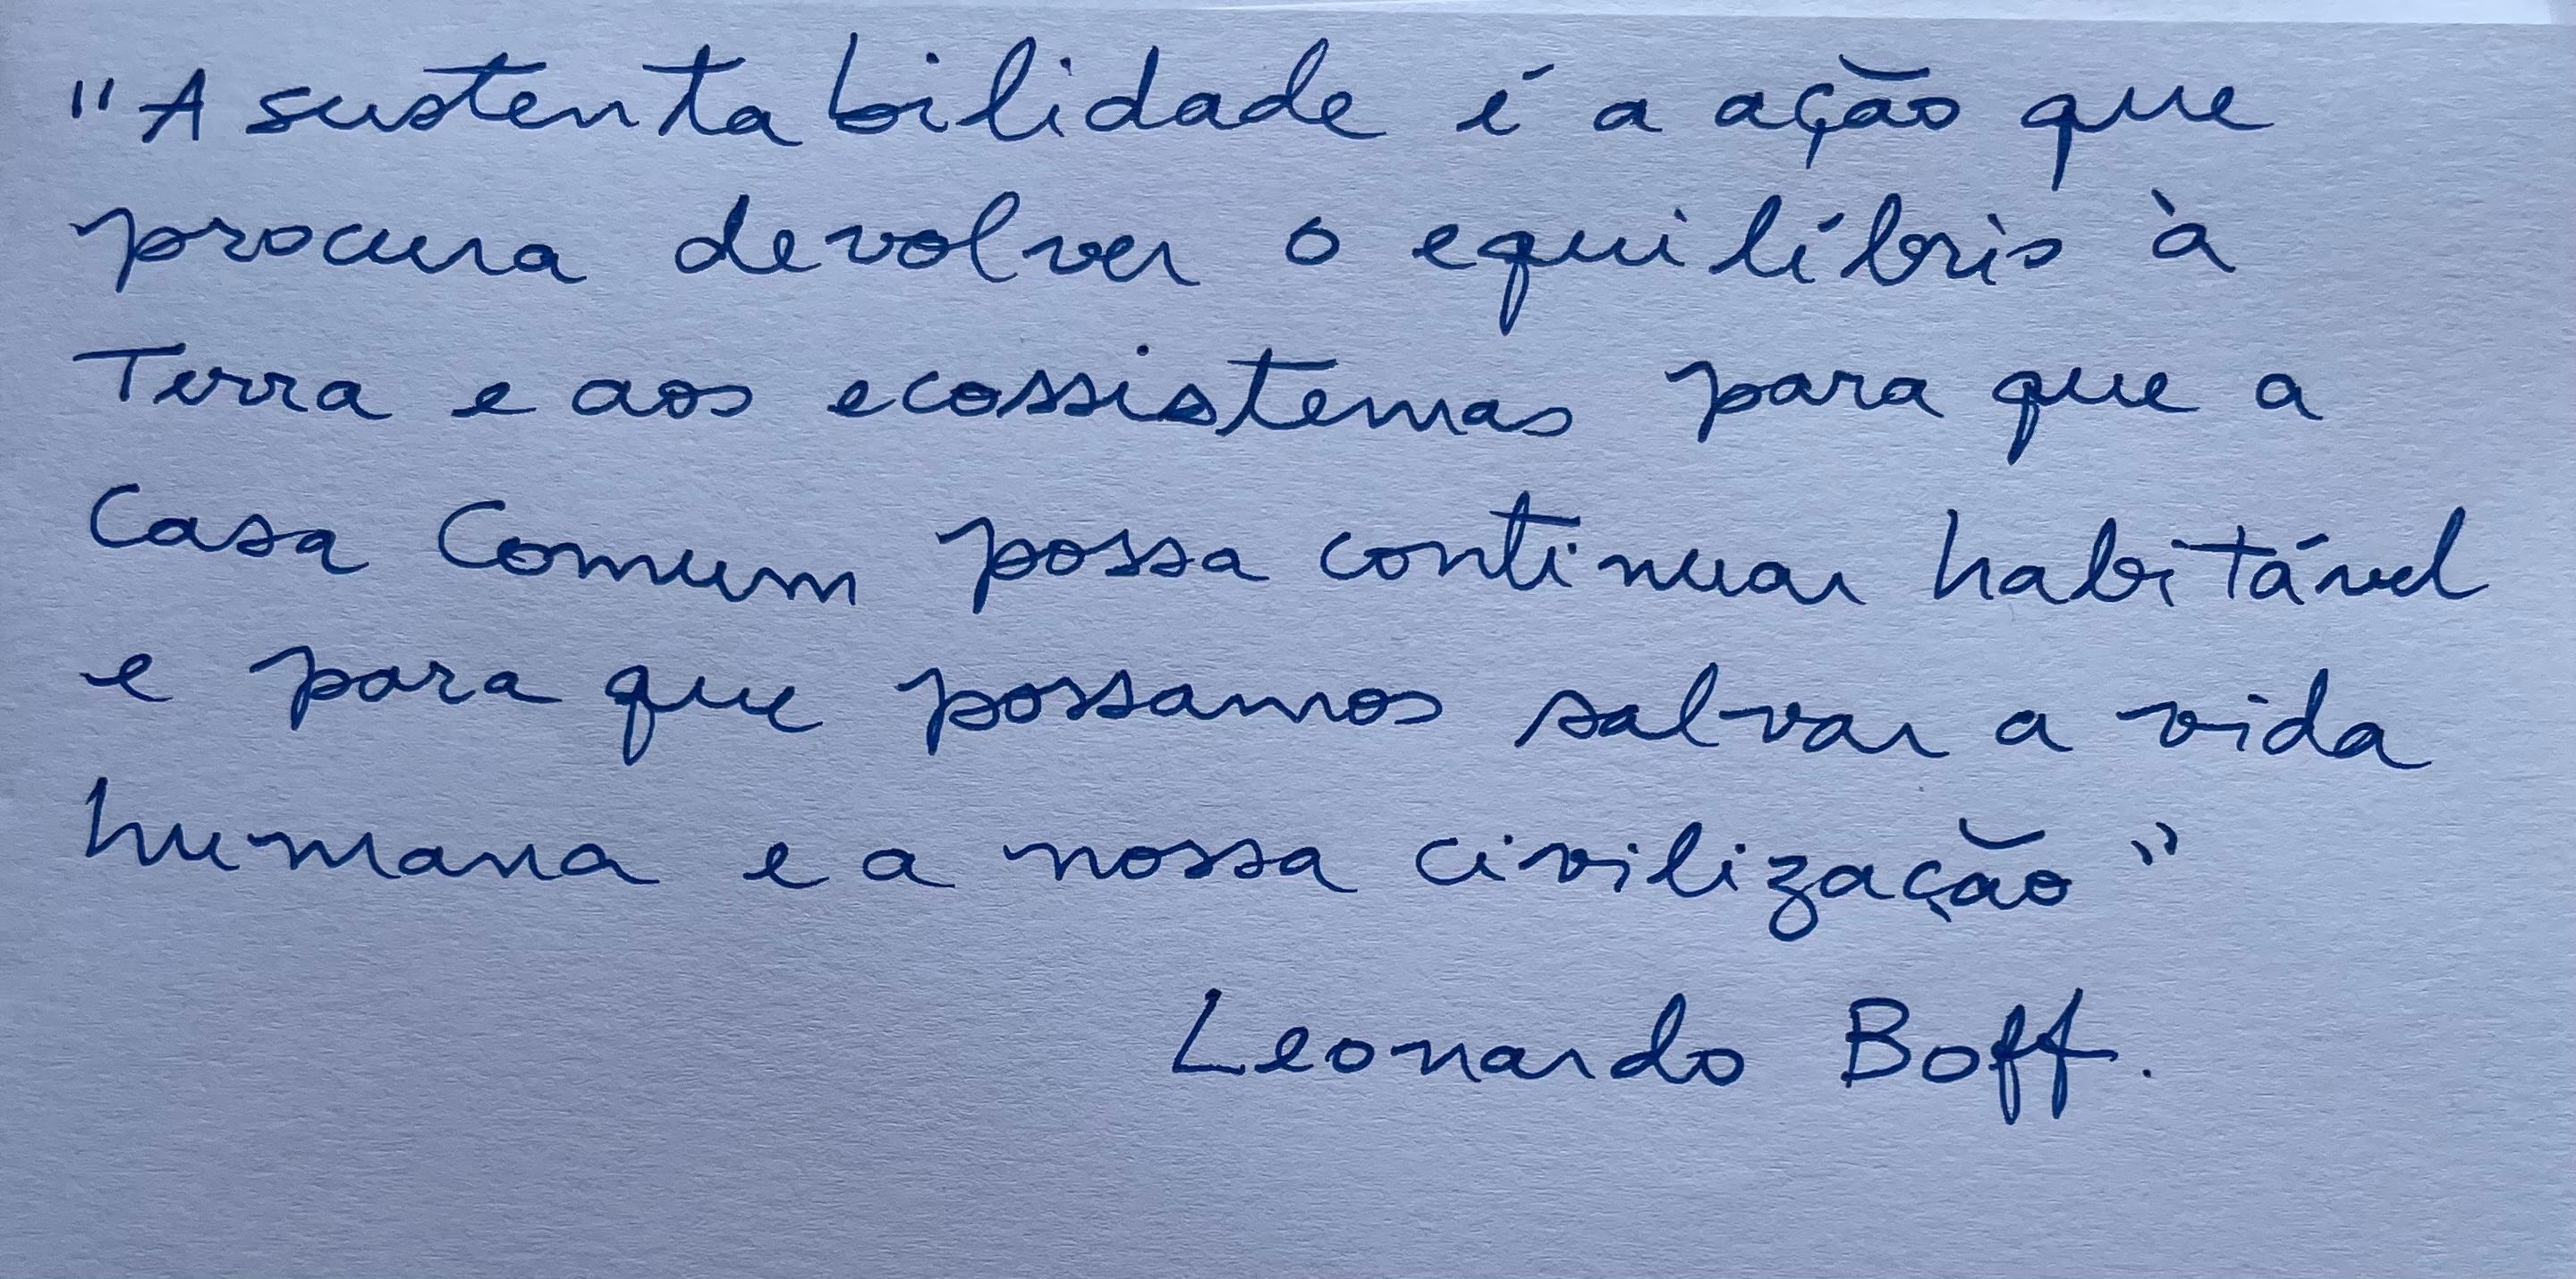 "A sustentabilidade é a ação que
procura devolver o equilíbrio à
Terra e aos ecossistemas para que a
Casa Comum possa continuar habitável
e para que possamos salvar a vida
humana e a nossa civilização"
Leonardo Boff.